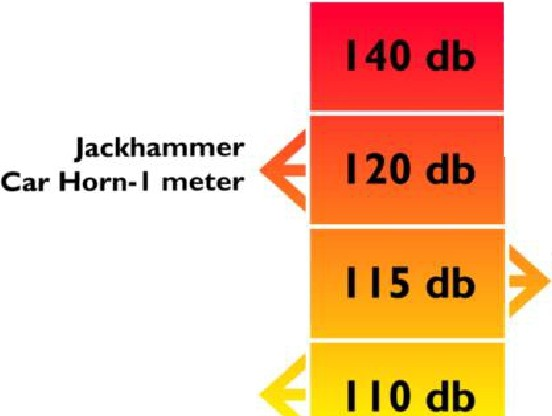 140 db
Jackhammer
Car Horn-1 meter
120 db
115 db
110 db